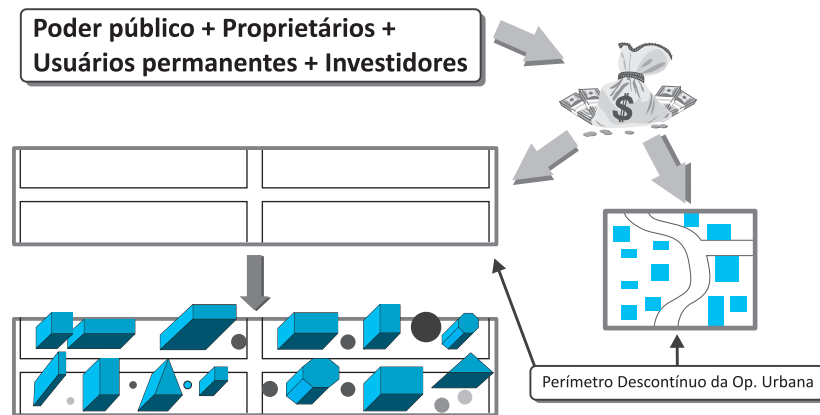 Poder público + Proprietários +
Usuários permanentes + Investidores
$
Perímetro Descontínuo da Op. Urbana